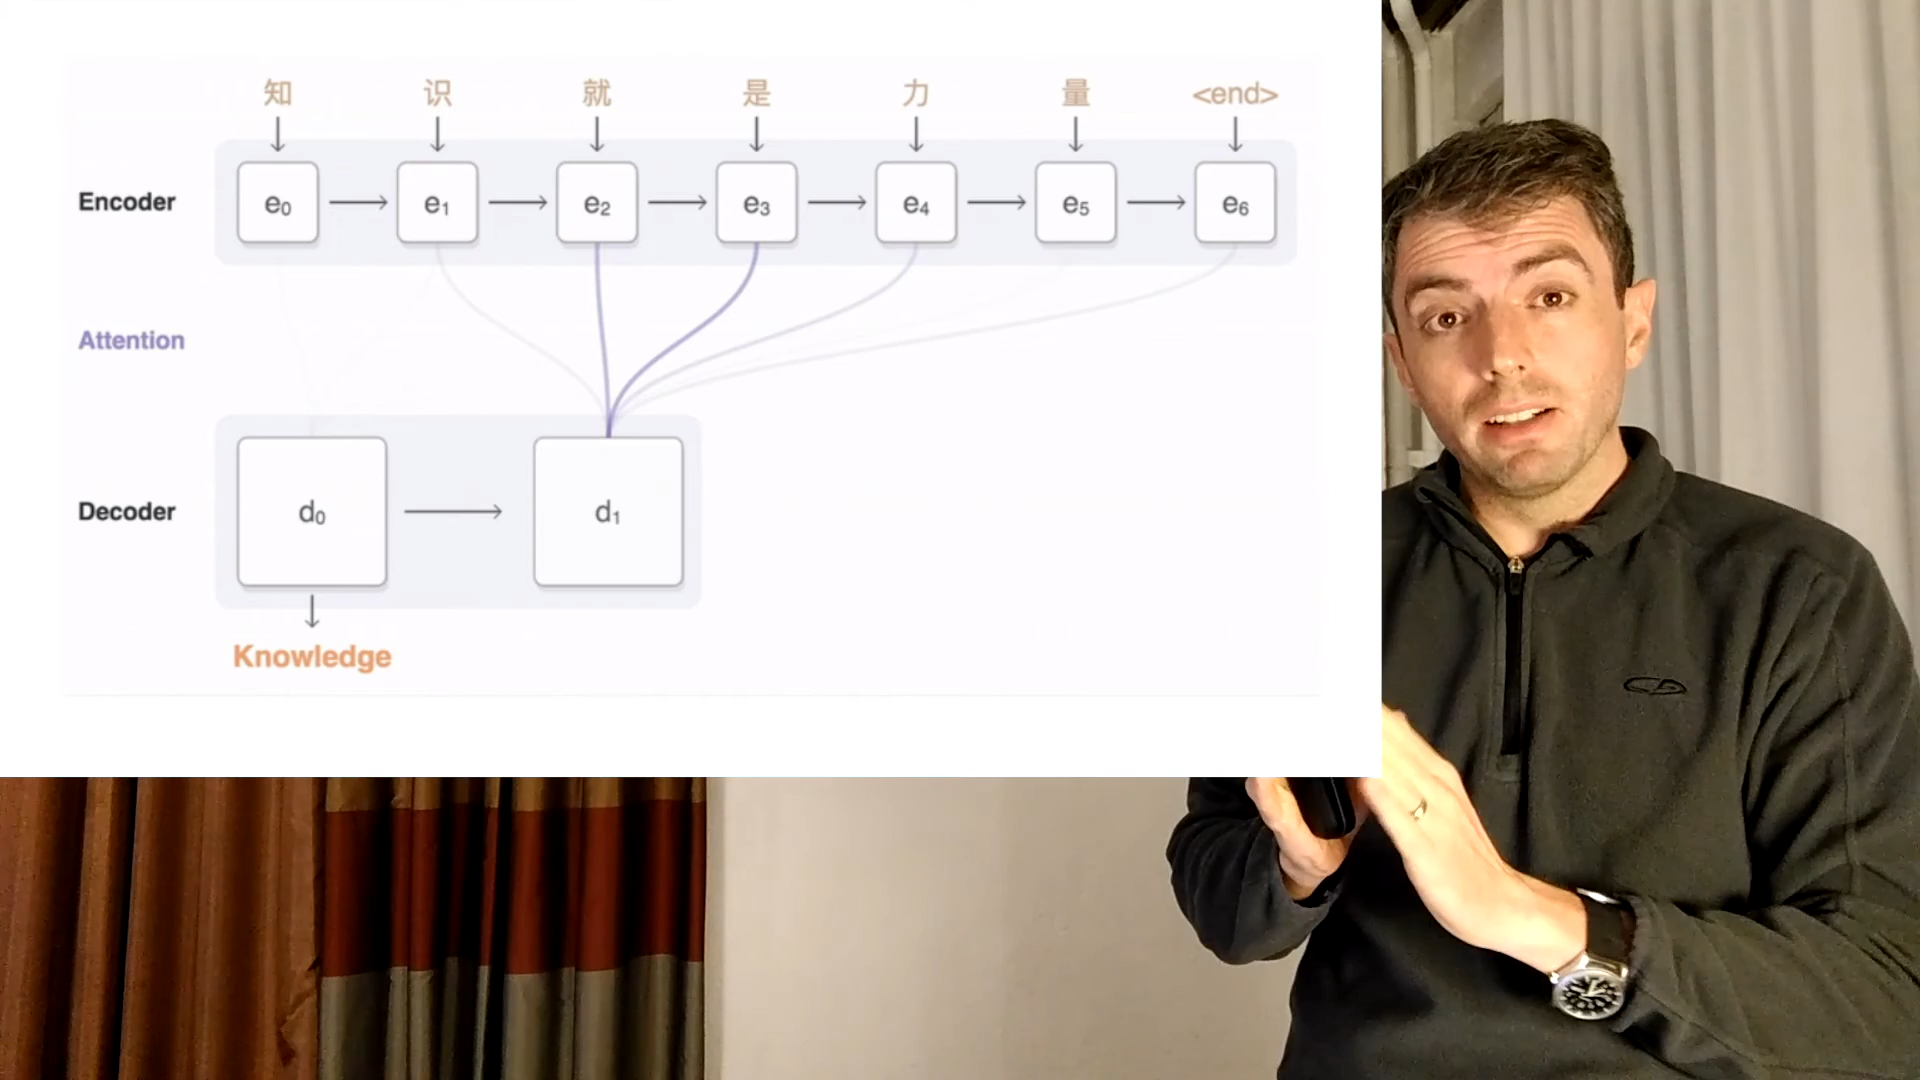 知 识 就 是 力 量 <end>
Encoder e₀ e₁ e₂ e₃ e₄ e₅ e₆
Attention
Decoder d₀ d₁
Knowledge